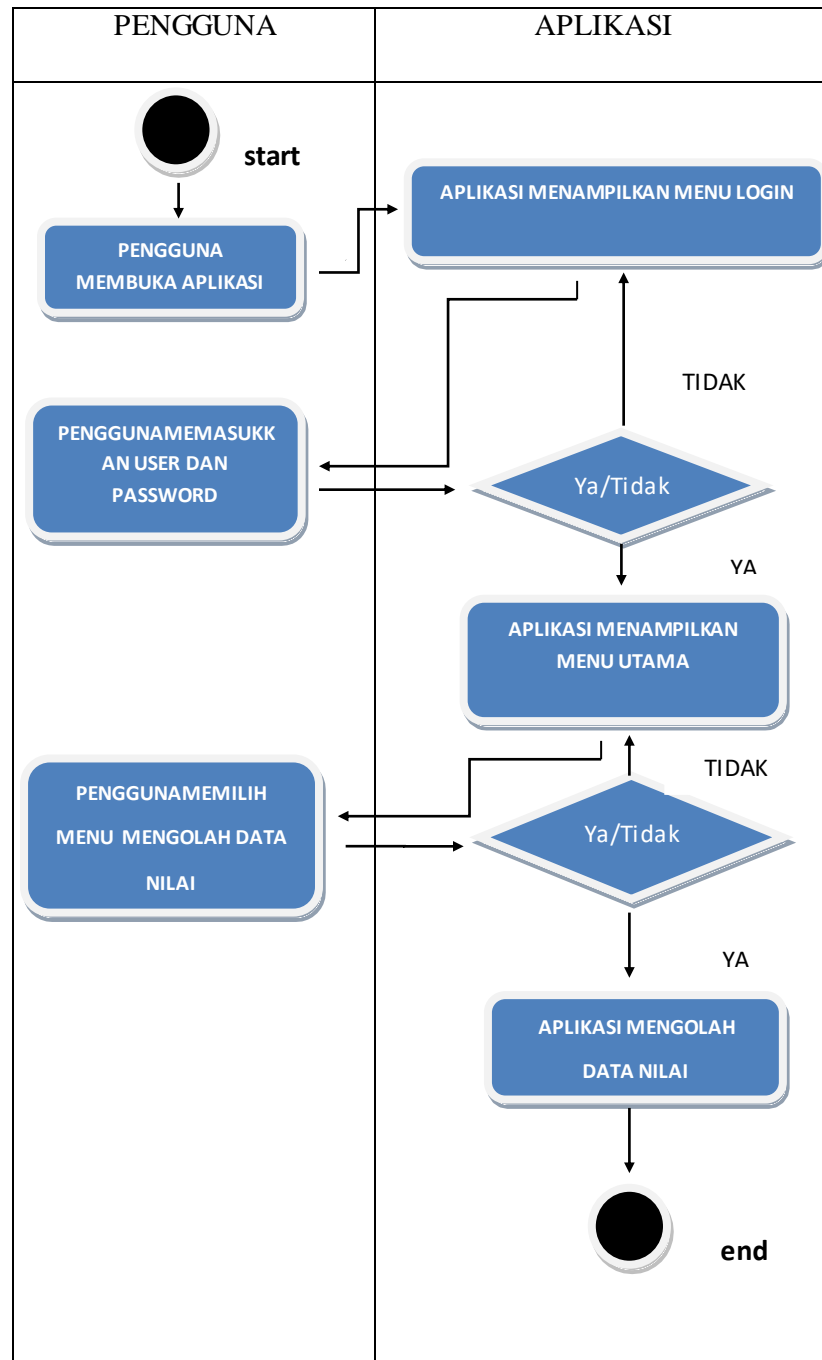 PENGGUNA
APLIKASI
start
APLIKASI MENAMPILKAN MENU LOGIN
PENGGUNA
MEMBUKA APLIKASI
TIDAK
PENGGUNAMEMASUKK
AN USER DAN
PASSWORD
Ya/Tidak
YA
APLIKASI MENAMPILKAN
MENU UTAMA
TIDAK
PENGGUNAMEMILIH
MENU MENGOLAH DATA
NILAI
Ya/Tidak
YA
APLIKASI MENGOLAH
DATA NILAI
end